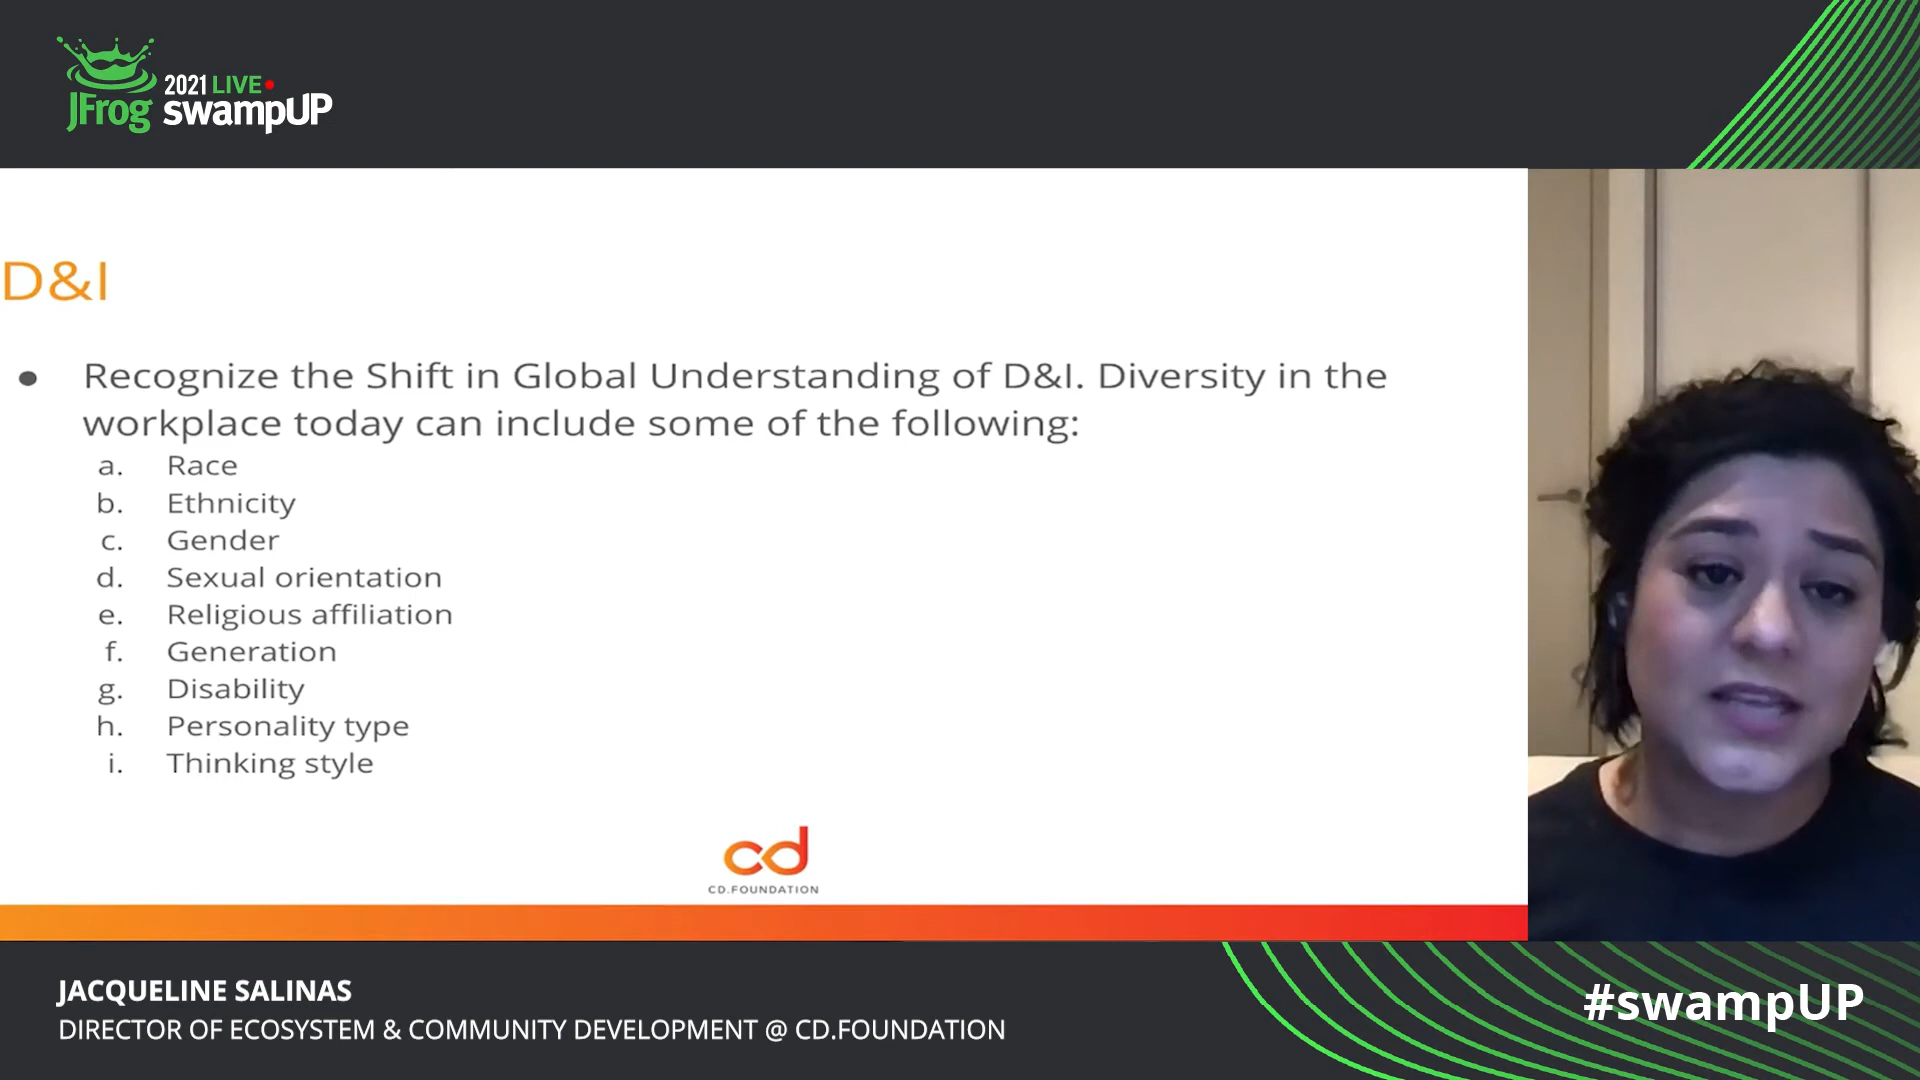 2021 LIVE
JFrog swampUP
D&I
● Recognize the Shift in Global Understanding of D&I. Diversity in the
workplace today can include some of the following:
a. Race
b. Ethnicity
c. Gender
d. Sexual orientation
e. Religious affiliation
f. Generation
g. Disability
h. Personality type
i. Thinking style
cd
CD.FOUNDATION
JACQUELINE SALINAS
DIRECTOR OF ECOSYSTEM & COMMUNITY DEVELOPMENT @ CD.FOUNDATION
#swampUP